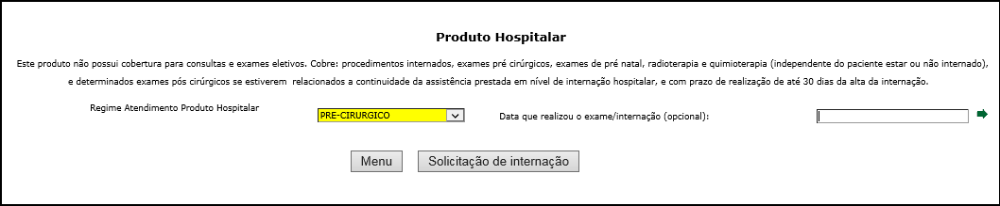 Produto Hospitalar
Este produto não possui cobertura para consultas e exames eletivos. Cobre: procedimentos internados, exames pré cirúrgicos, exames de pré natal, radioterapia e quimioterapia (independente do paciente estar ou não internado),
e determinados exames pós cirúrgicos se estiverem relacionados a continuidade da assistência prestada em nível de internação hospitalar, e com prazo de realização de até 30 dias da alta da internação.
Regime Atendimento Produto Hospitalar PRE-CIRURGICO Data que realizou o exame/internação (opcional):
Menu Solicitação de internação